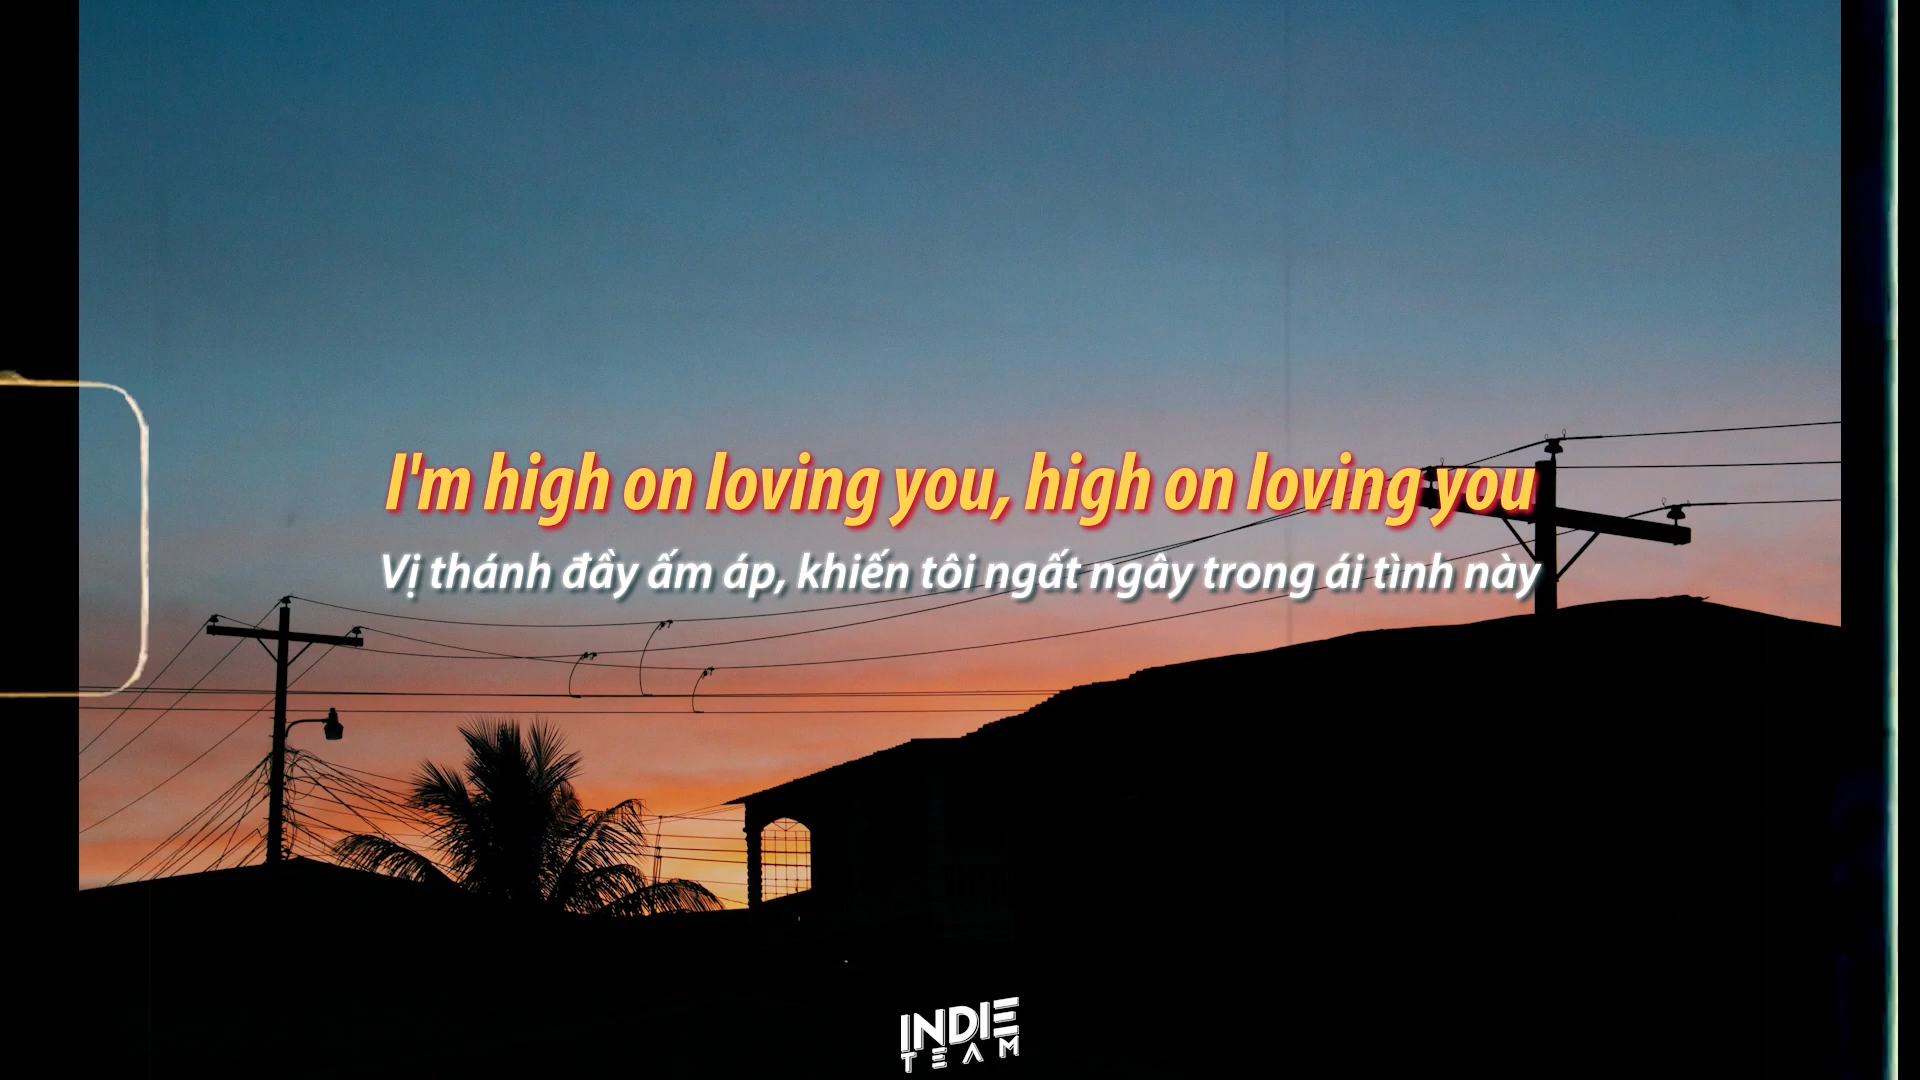 I'm high on loving you, high on loving you
Vị thánh đầy ấm áp, khiến tôi ngất ngây trong ái tình này
INDIE
TEAM